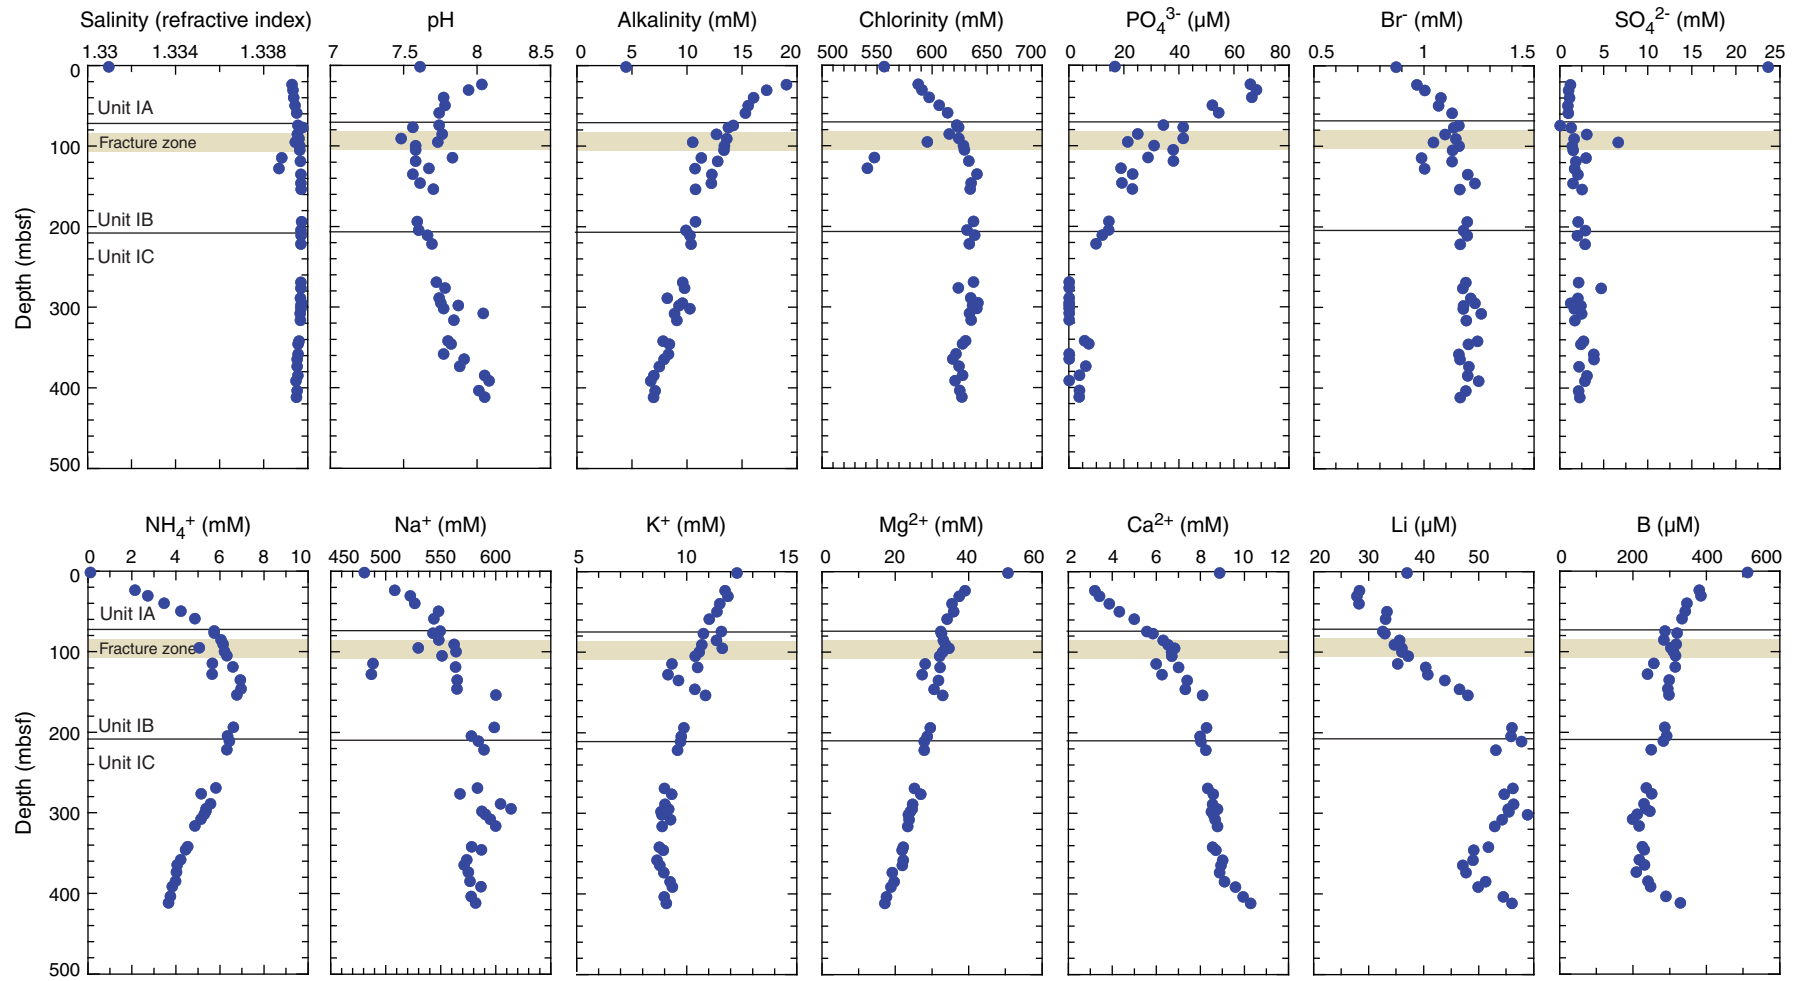 Salinity (refractive index) pH Alkalinity (mM) Chlorinity (mM) PO₄³⁻ (µM) Br⁻ (mM) SO₄²⁻ (mM)
1.33 1.334 1.338 7 7.5 8 8.5 0 5 10 15 20 500 550 600 650 700 0 20 40 60 80 0.5 1 1.5 0 5 10 15 20 25
0
Unit IA
100
Fracture zone
200
Unit IB
Unit IC
300
400
500
Depth (mbsf)
NH₄⁺ (mM) Na⁺ (mM) K⁺ (mM) Mg²⁺ (mM) Ca²⁺ (mM) Li (µM) B (µM)
0 2 4 6 8 10 450 500 550 600 5 10 15 0 20 40 60 2 4 6 8 10 12 20 30 40 50 0 200 400 600
0
Unit IA
100
Fracture zone
200
Unit IB
Unit IC
300
400
500
Depth (mbsf)